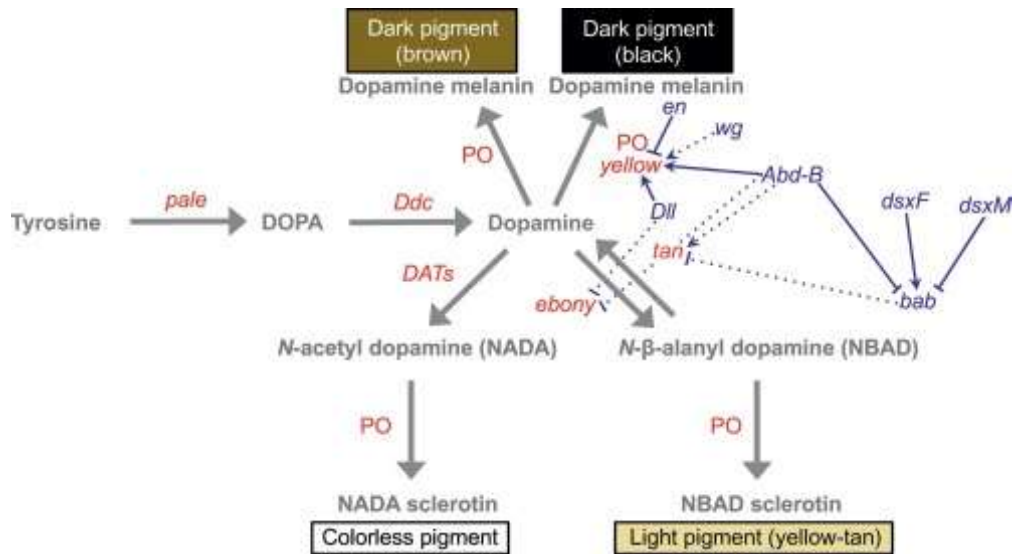 Dark pigment
(brown)
Dark pigment
(black)
Dopamine melanin
Dopamine melanin
en
wg
PO
PO
yellow
Abd-B
pale
Ddc
Dll
dsxF
dsxM
Tyrosine
DOPA
Dopamine
tan
DATs
ebony
bab
N-acetyl dopamine (NADA)
N-β-alanyl dopamine (NBAD)
PO
PO
NADA sclerotin
NBAD sclerotin
Colorless pigment
Light pigment (yellow-tan)